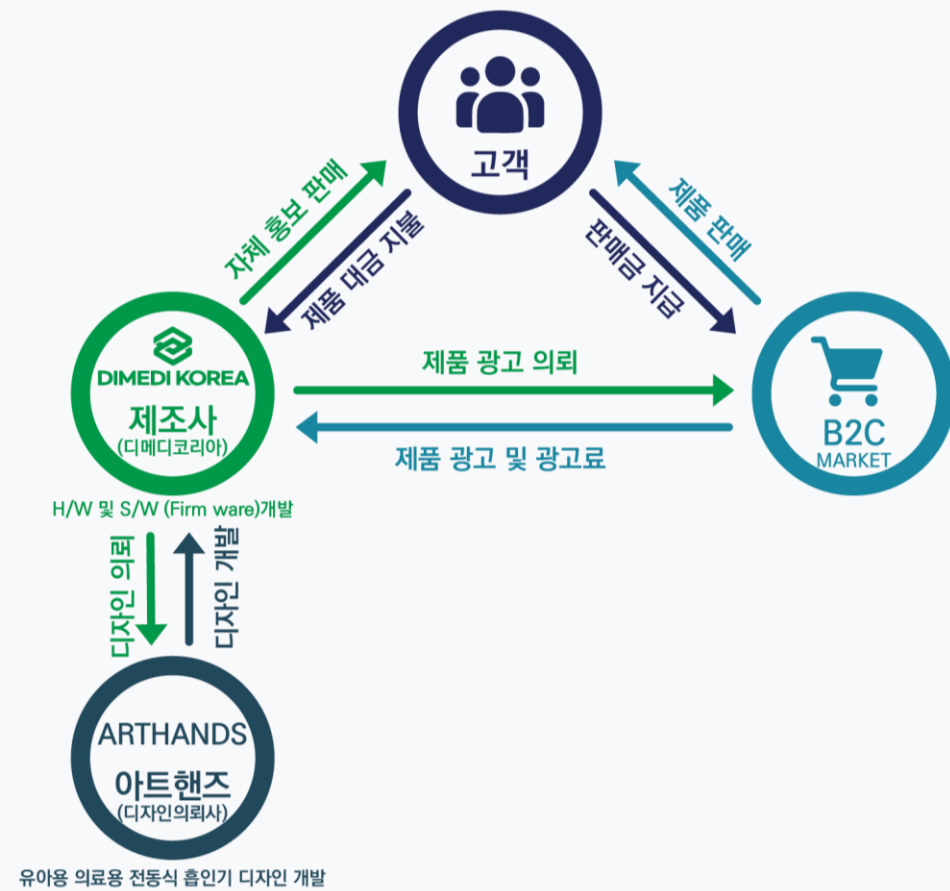 고객
자체 홍보 판매
제품 대금 지불
판매금 지급
제품 판매
DIMEDI KOREA
제조사
(디메디코리아)
H/W 및 S/W (Firm ware)개발
제품 광고 의뢰
제품 광고 및 광고료
B2C
MARKET
디자인 의뢰
디자인 개발
ARTHANDS
아트핸즈
(디자인의뢰사)
유아용 의료용 전동식 흡인기 디자인 개발